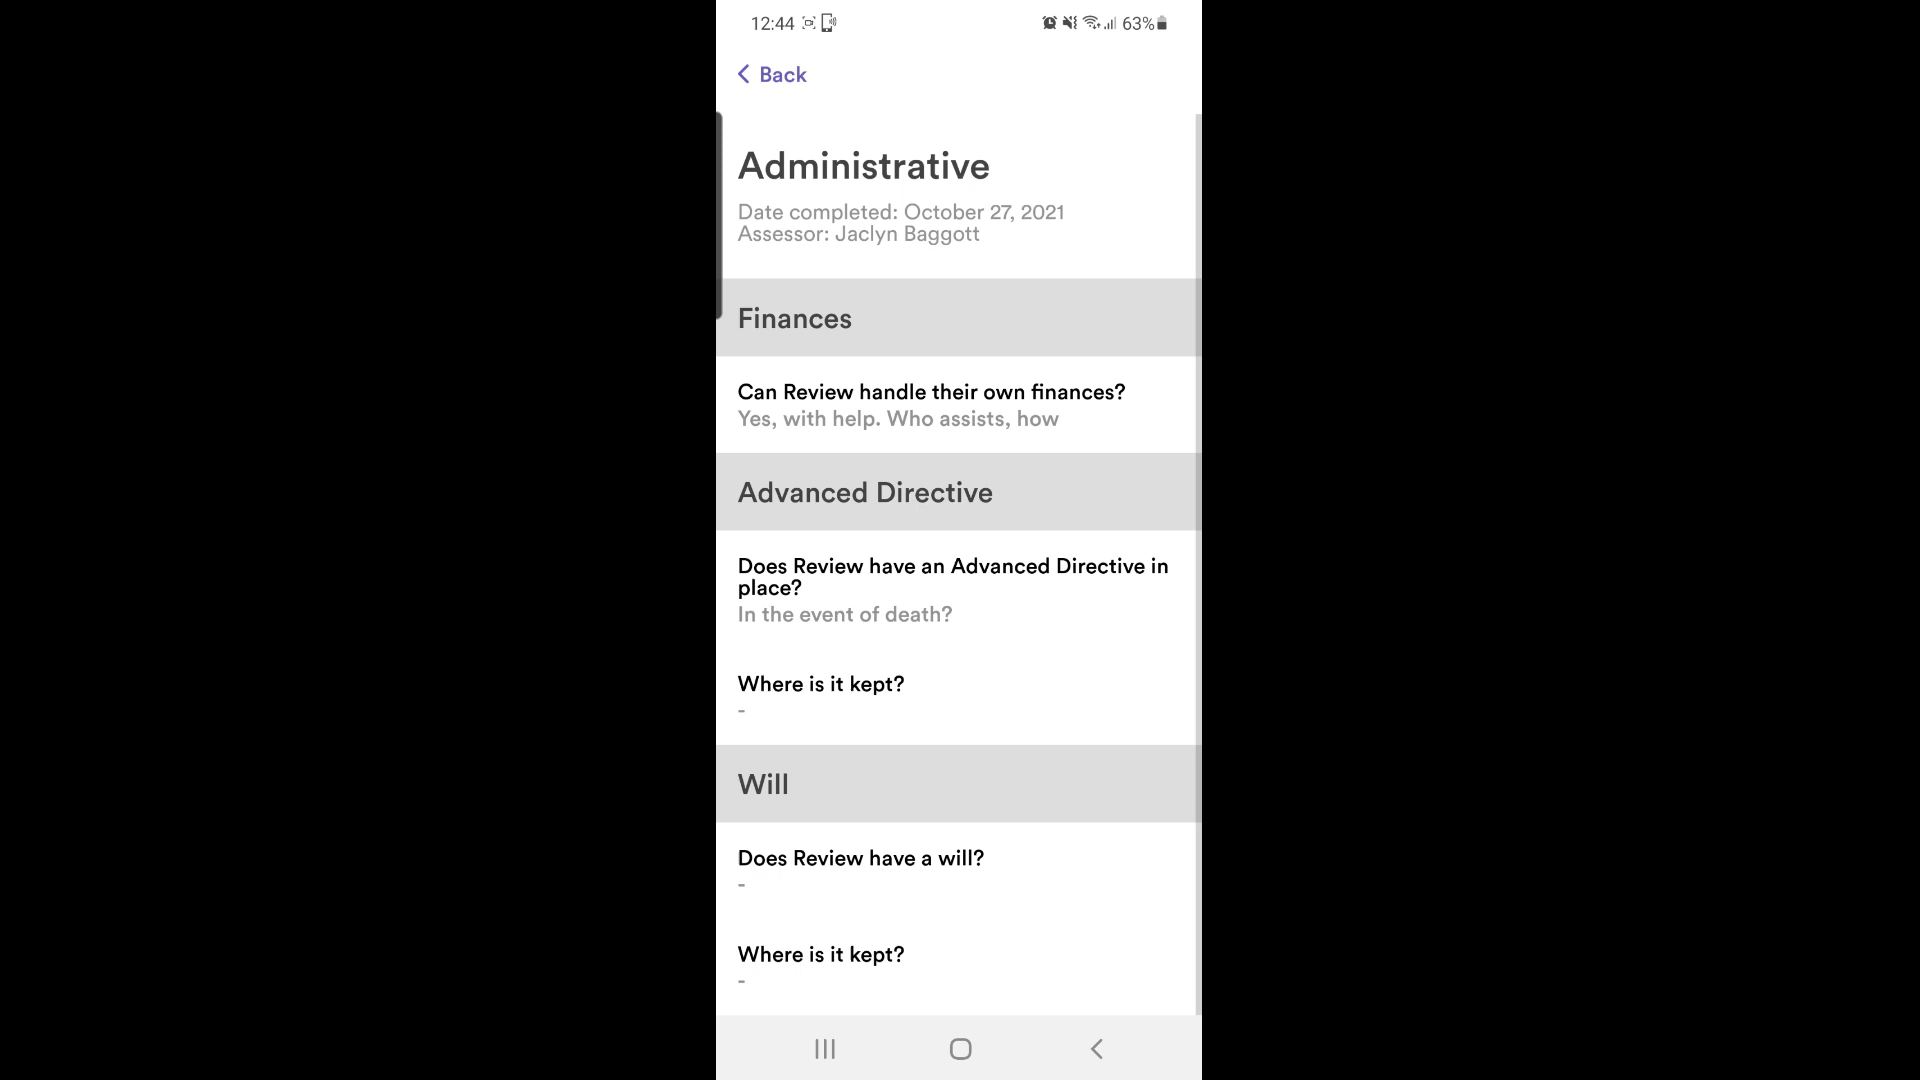 12:44
63%
Back
Administrative
Date completed: October 27, 2021
Assessor: Jaclyn Baggott
Finances
Can Review handle their own finances?
Yes, with help. Who assists, how
Advanced Directive
Does Review have an Advanced Directive in
place?
In the event of death?
Where is it kept?
-
Will
Does Review have a will?
-
Where is it kept?
-